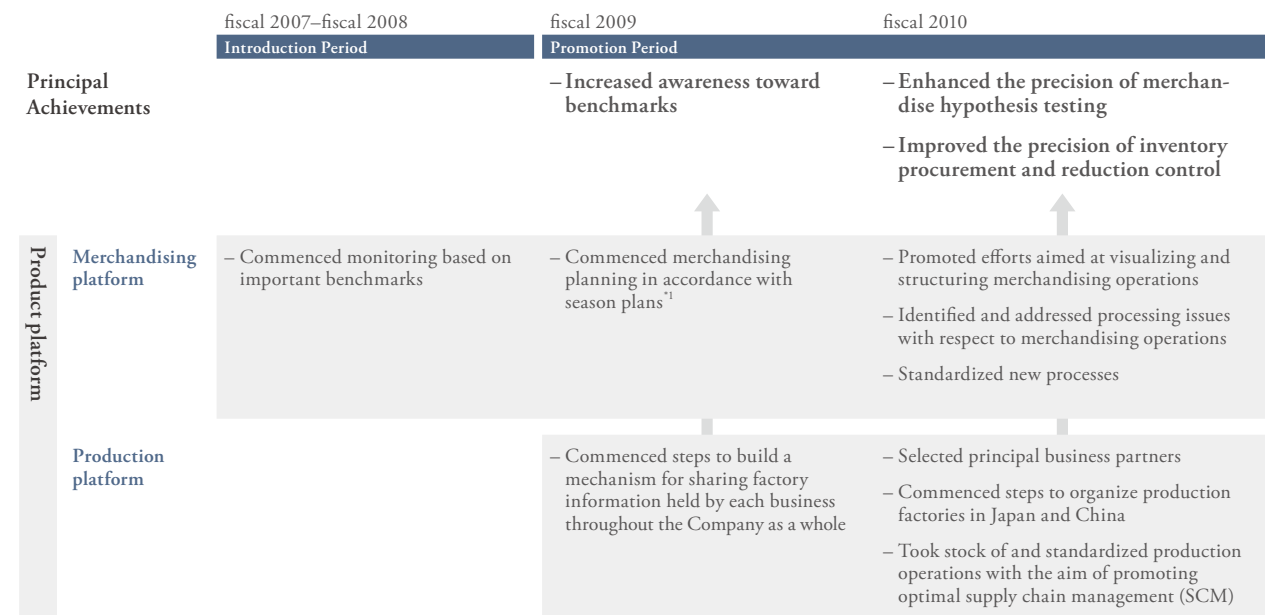 fiscal 2007–fiscal 2008
fiscal 2009
fiscal 2010
Introduction Period
Promotion Period
Principal
Achievements
– Increased awareness toward
benchmarks
– Enhanced the precision of merchan-
dise hypothesis testing
– Improved the precision of inventory
procurement and reduction control
Product platform
Merchandising
platform
– Commenced monitoring based on
important benchmarks
– Commenced merchandising
planning in accordance with
season plans*1
– Promoted efforts aimed at visualizing and
structuring merchandising operations
– Identified and addressed processing issues
with respect to merchandising operations
– Standardized new processes
Production
platform
– Commenced steps to build a
mechanism for sharing factory
information held by each business
throughout the Company as a whole
– Selected principal business partners
– Commenced steps to organize production
factories in Japan and China
– Took stock of and standardized production
operations with the aim of promoting
optimal supply chain management (SCM)